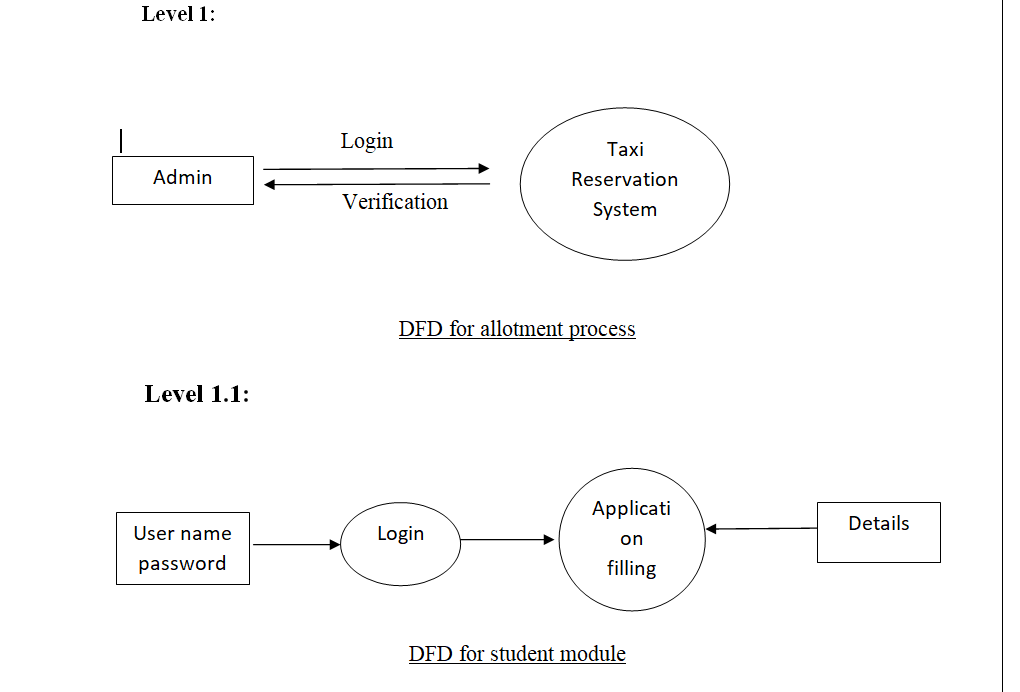 Level 1:
Login
Admin
Verification
Taxi
Reservation
System
DFD for allotment process
Level 1.1:
User name
password
Login
Applicati
on
filling
Details
DFD for student module